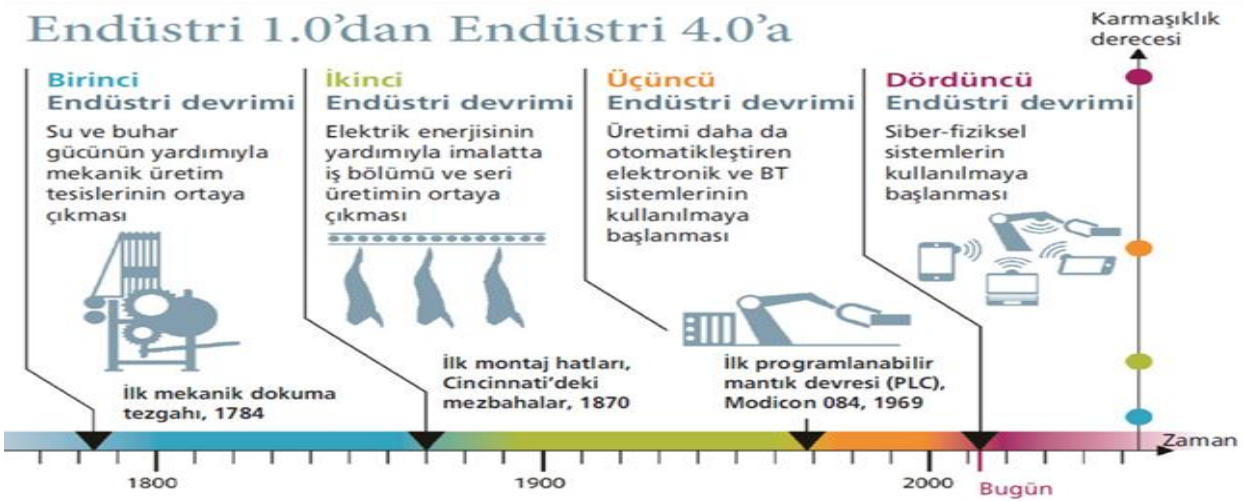 Endüstri 1.0’dan Endüstri 4.0’a
Karmaşıklık
derecesi
Birinci
Endüstri devrimi
Su ve buhar
gücünün yardımıyla
mekanik üretim
tesislerinin ortaya
çıkması
İlk mekanik dokuma
tezgahı, 1784
İkinci
Endüstri devrimi
Elektrik enerjisinin
yardımıyla imalatta
iş bölümü ve seri
üretimin ortaya
çıkması
İlk montaj hatları,
Cincinnati’deki
mezbahalar, 1870
Üçüncü
Endüstri devrimi
Üretimi daha da
otomatikleştiren
elektronik ve BT
sistemlerinin
kullanılmaya
başlanması
İlk programlanabilir
mantık devresi (PLC),
Modicon 084, 1969
Dördüncü
Endüstri devrimi
Siber-fiziksel
sistemlerin
kullanılmaya
başlanması
Zaman
1800
1900
2000
Bugün